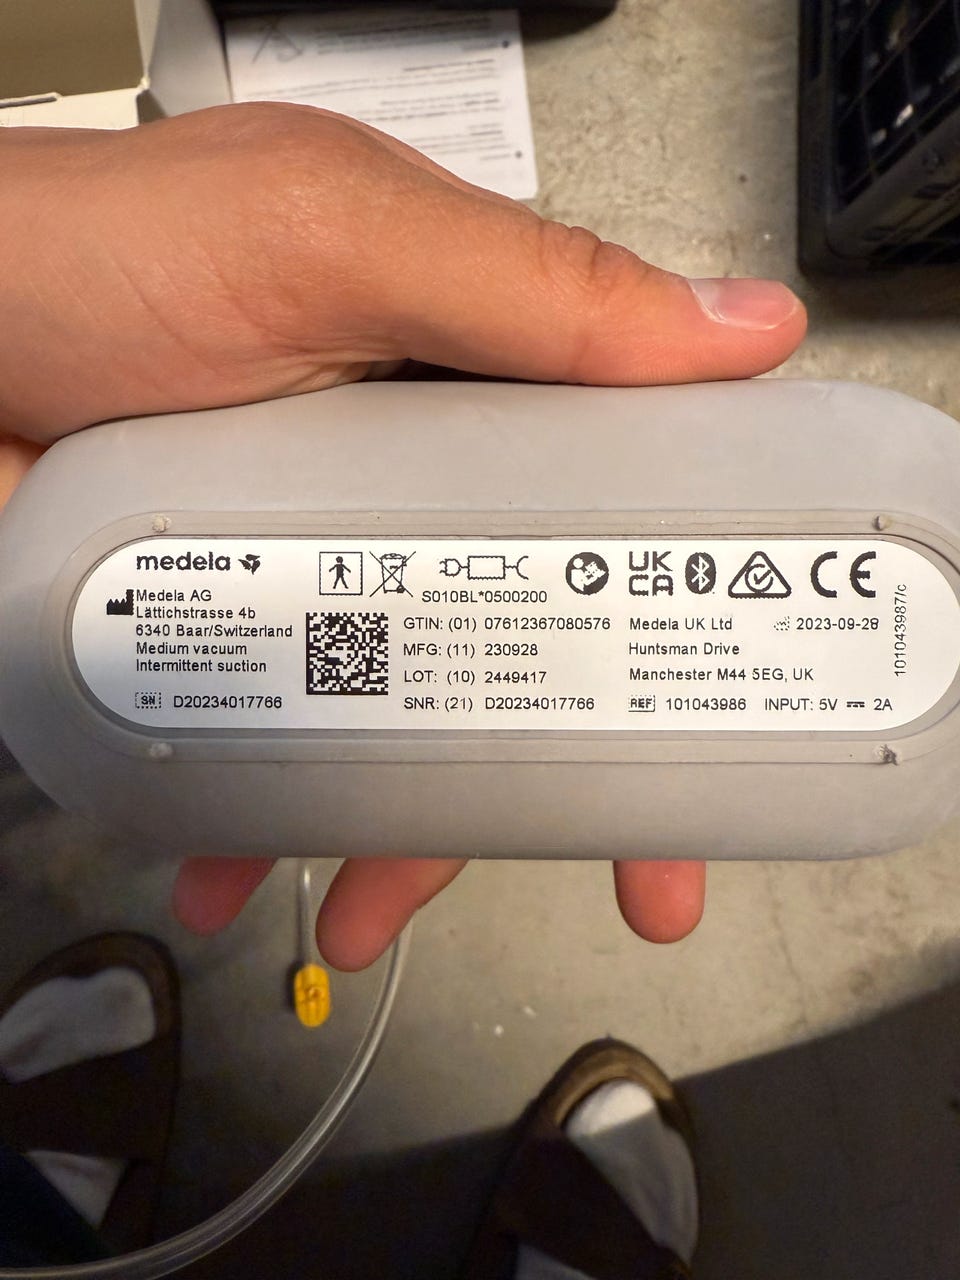 medela
Medela AG
Lättichstrasse 4b
6340 Baar/Switzerland
Medium vacuum
Intermittent suction
SN D20234017766
S010BL*0500200
GTIN: (01) 07612367080576
MFG: (11) 230928
LOT: (10) 2449417
SNR: (21) D20234017766
UK
CA
CE
Medela UK Ltd
2023-09-28
Huntsman Drive
Manchester M44 5EG, UK
REF 101043986 INPUT: 5V ⎓ 2A
101043987/c